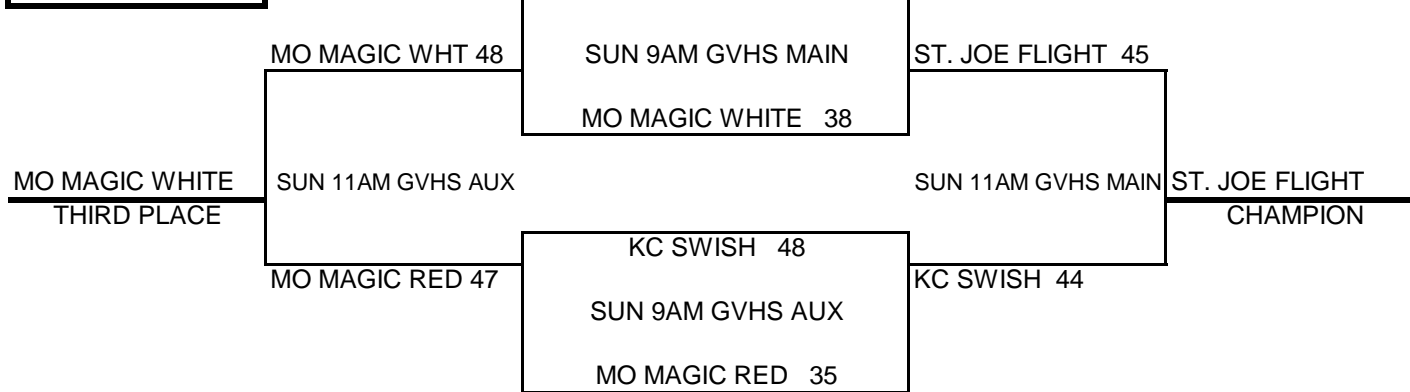 MO MAGIC WHT 48 SUN 9AM GVHS MAIN ST. JOE FLIGHT 45
MO MAGIC WHITE 38
MO MAGIC WHITE SUN 11AM GVHS AUX SUN 11AM GVHS MAIN ST. JOE FLIGHT
THIRD PLACE CHAMPION
KC SWISH 48
MO MAGIC RED 47 KC SWISH 44
SUN 9AM GVHS AUX
MO MAGIC RED 35